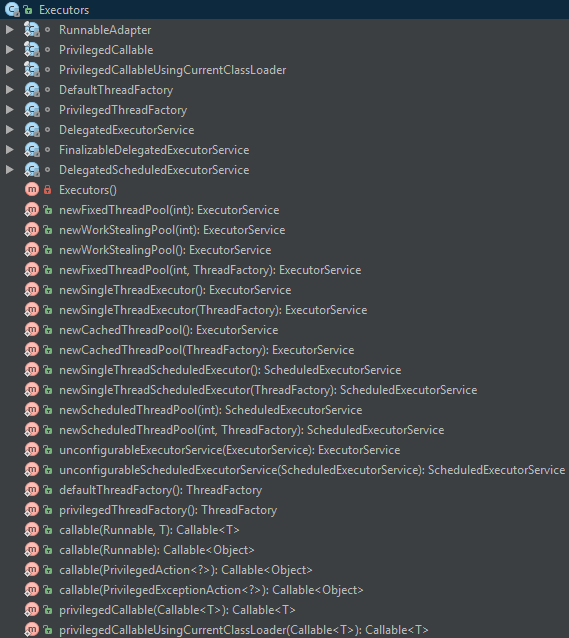 Executors
RunnableAdapter
PrivilegedCallable
PrivilegedCallableUsingCurrentClassLoader
DefaultThreadFactory
PrivilegedThreadFactory
DelegatedExecutorService
FinalizableDelegatedExecutorService
DelegatedScheduledExecutorService
Executors()
newFixedThreadPool(int): ExecutorService
newWorkStealingPool(int): ExecutorService
newWorkStealingPool(): ExecutorService
newFixedThreadPool(int, ThreadFactory): ExecutorService
newSingleThreadExecutor(): ExecutorService
newSingleThreadExecutor(ThreadFactory): ExecutorService
newCachedThreadPool(): ExecutorService
newCachedThreadPool(ThreadFactory): ExecutorService
newSingleThreadScheduledExecutor(): ScheduledExecutorService
newSingleThreadScheduledExecutor(ThreadFactory): ScheduledExecutorService
newScheduledThreadPool(int): ScheduledExecutorService
newScheduledThreadPool(int, ThreadFactory): ScheduledExecutorService
unconfigurableExecutorService(ExecutorService): ExecutorService
unconfigurableScheduledExecutorService(ScheduledExecutorService): ScheduledExecutorService
defaultThreadFactory(): ThreadFactory
privilegedThreadFactory(): ThreadFactory
callable(Runnable, T): Callable<T>
callable(Runnable): Callable<Object>
callable(PrivilegedAction<?>): Callable<Object>
callable(PrivilegedExceptionAction<?>): Callable<Object>
privilegedCallable(Callable<T>): Callable<T>
privilegedCallableUsingCurrentClassLoader(Callable<T>): Callable<T>